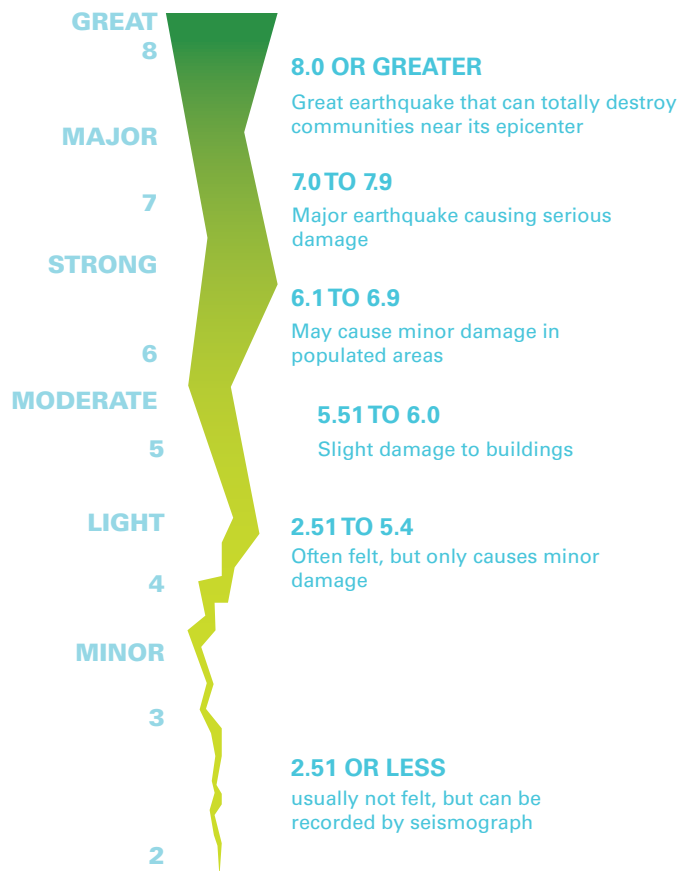 GREAT
8
8.0 OR GREATER
Great earthquake that can totally destroy
communities near its epicenter
MAJOR
7.0 TO 7.9
7
Major earthquake causing serious
damage
STRONG
6.1 TO 6.9
May cause minor damage in
populated areas
6
MODERATE
5.51 TO 6.0
5
Slight damage to buildings
LIGHT
2.51 TO 5.4
Often felt, but only causes minor
damage
4
MINOR
3
2.51 OR LESS
usually not felt, but can be
recorded by seismograph
2